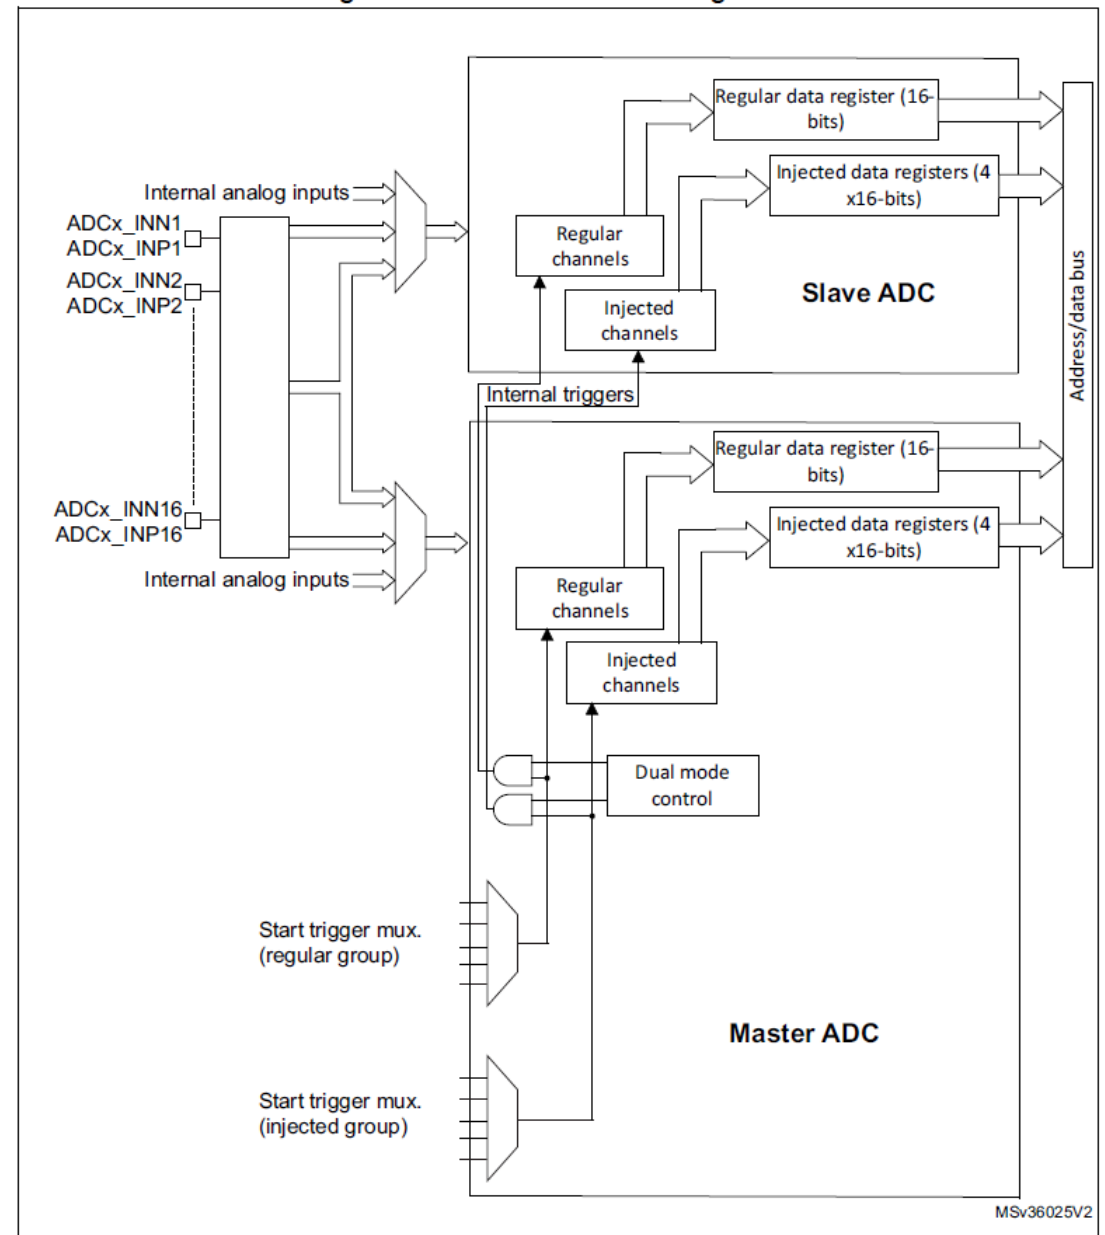 Regular data register (16-
bits)
Injected data registers (4
x16-bits)
Internal analog inputs
ADCx_INN1
ADCx_INP1
Regular
channels
ADCx_INN2
ADCx_INP2
Slave ADC
Injected
channels
Address/data bus
Internal triggers
Regular data register (16-
bits)
ADCx_INN16
ADCx_INP16
Injected data registers (4
x16-bits)
Internal analog inputs
Regular
channels
Injected
channels
Dual mode
control
Start trigger mux.
(regular group)
Master ADC
Start trigger mux.
(injected group)
MSv36025V2